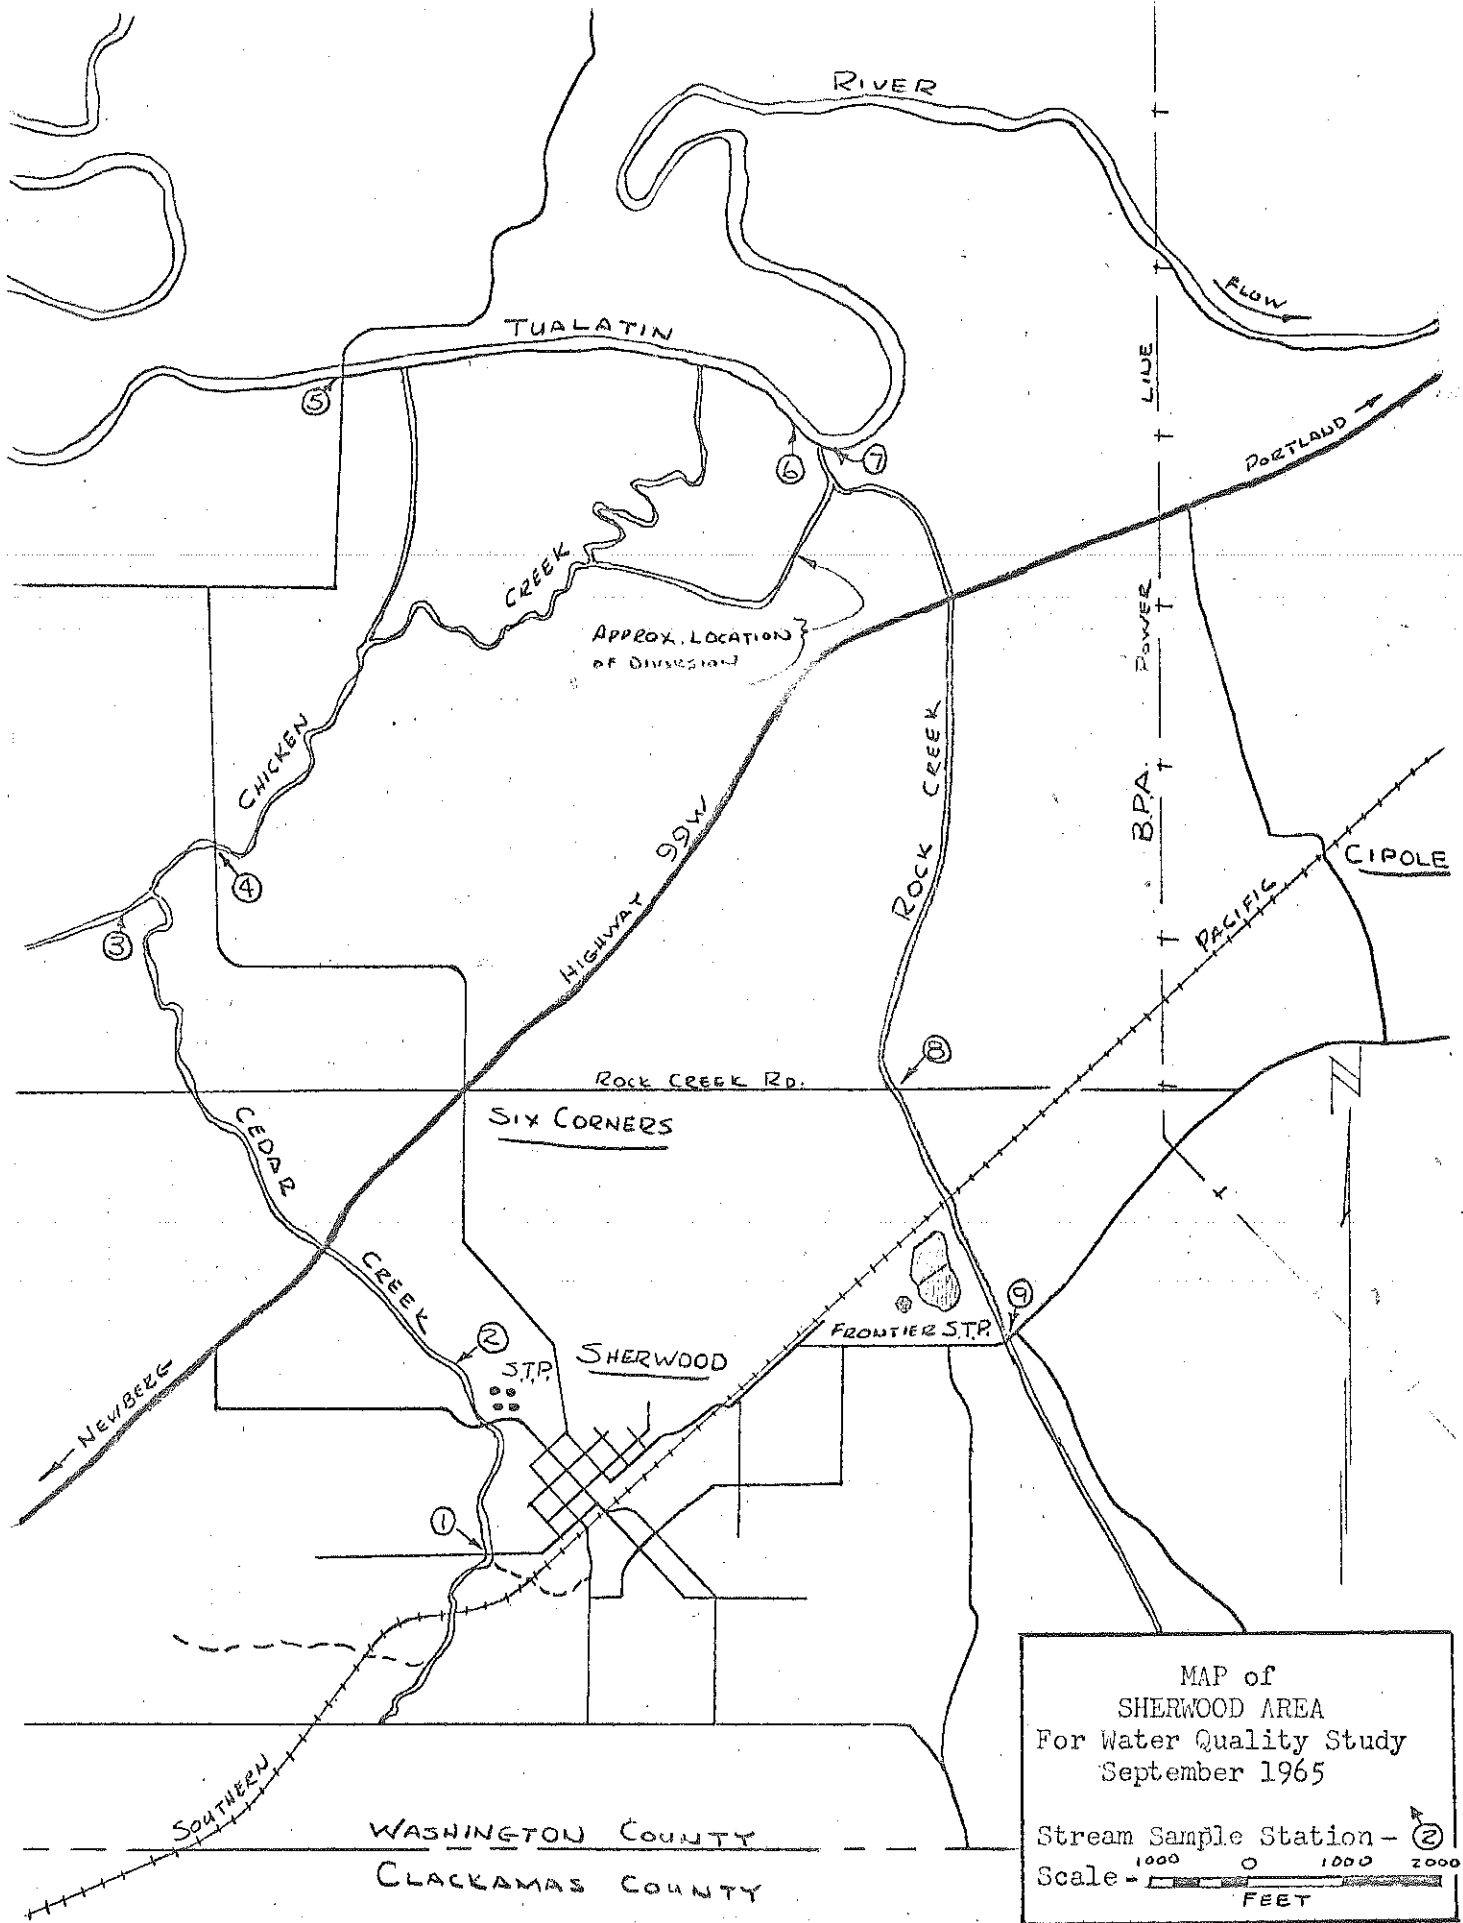 RIVER
FLOW
TUALATIN
LINE
PORTLAND
5
6
7
CREEK
APPROX. LOCATION
OF DIVERSION
POWER
CHICKEN
ROCK CREEK
B.P.A.
HIGHWAY 99W
CIPOLE
PACIFIC
4
3
8
ROCK CREEK RD.
SIX CORNERS
N
CEDAR
CREEK
9
2
S.T.P.
SHERWOOD
FRONTIER S.T.P.
NEWBERG
1
SOUTHERN
WASHINGTON COUNTY
CLACKAMAS COUNTY
MAP of
SHERWOOD AREA
For Water Quality Study
September 1965
Stream Sample Station - 2
Scale - 1000 0 1000 2000
FEET